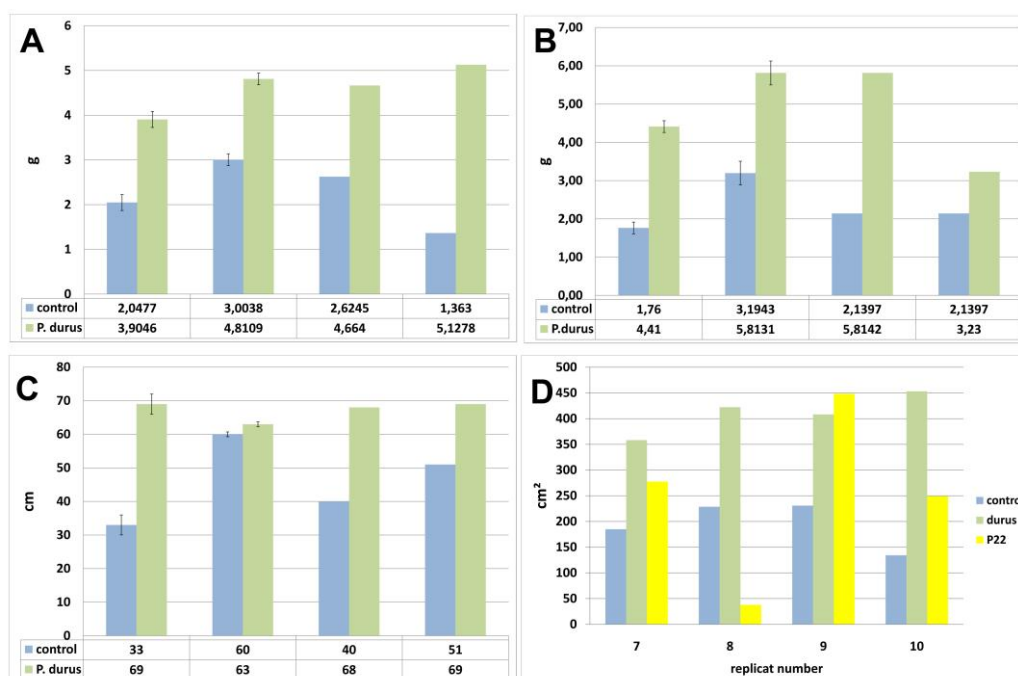 A
6
5
4
3
2
1
0
g
control 2,0477 3,0038 2,6245 1,363
P. durus 3,9046 4,8109 4,664 5,1278
B
7,00
6,00
5,00
4,00
3,00
2,00
1,00
0,00
g
control 1,76 3,1943 2,1397 2,1397
P.durus 4,41 5,8131 5,8142 3,23
C
80
70
60
50
40
30
20
10
0
cm
control 33 60 40 51
P. durus 69 63 68 69
D
500
450
400
350
300
250
200
150
100
50
0
cm²
7 8 9 10
replicat number
control
durus
P22